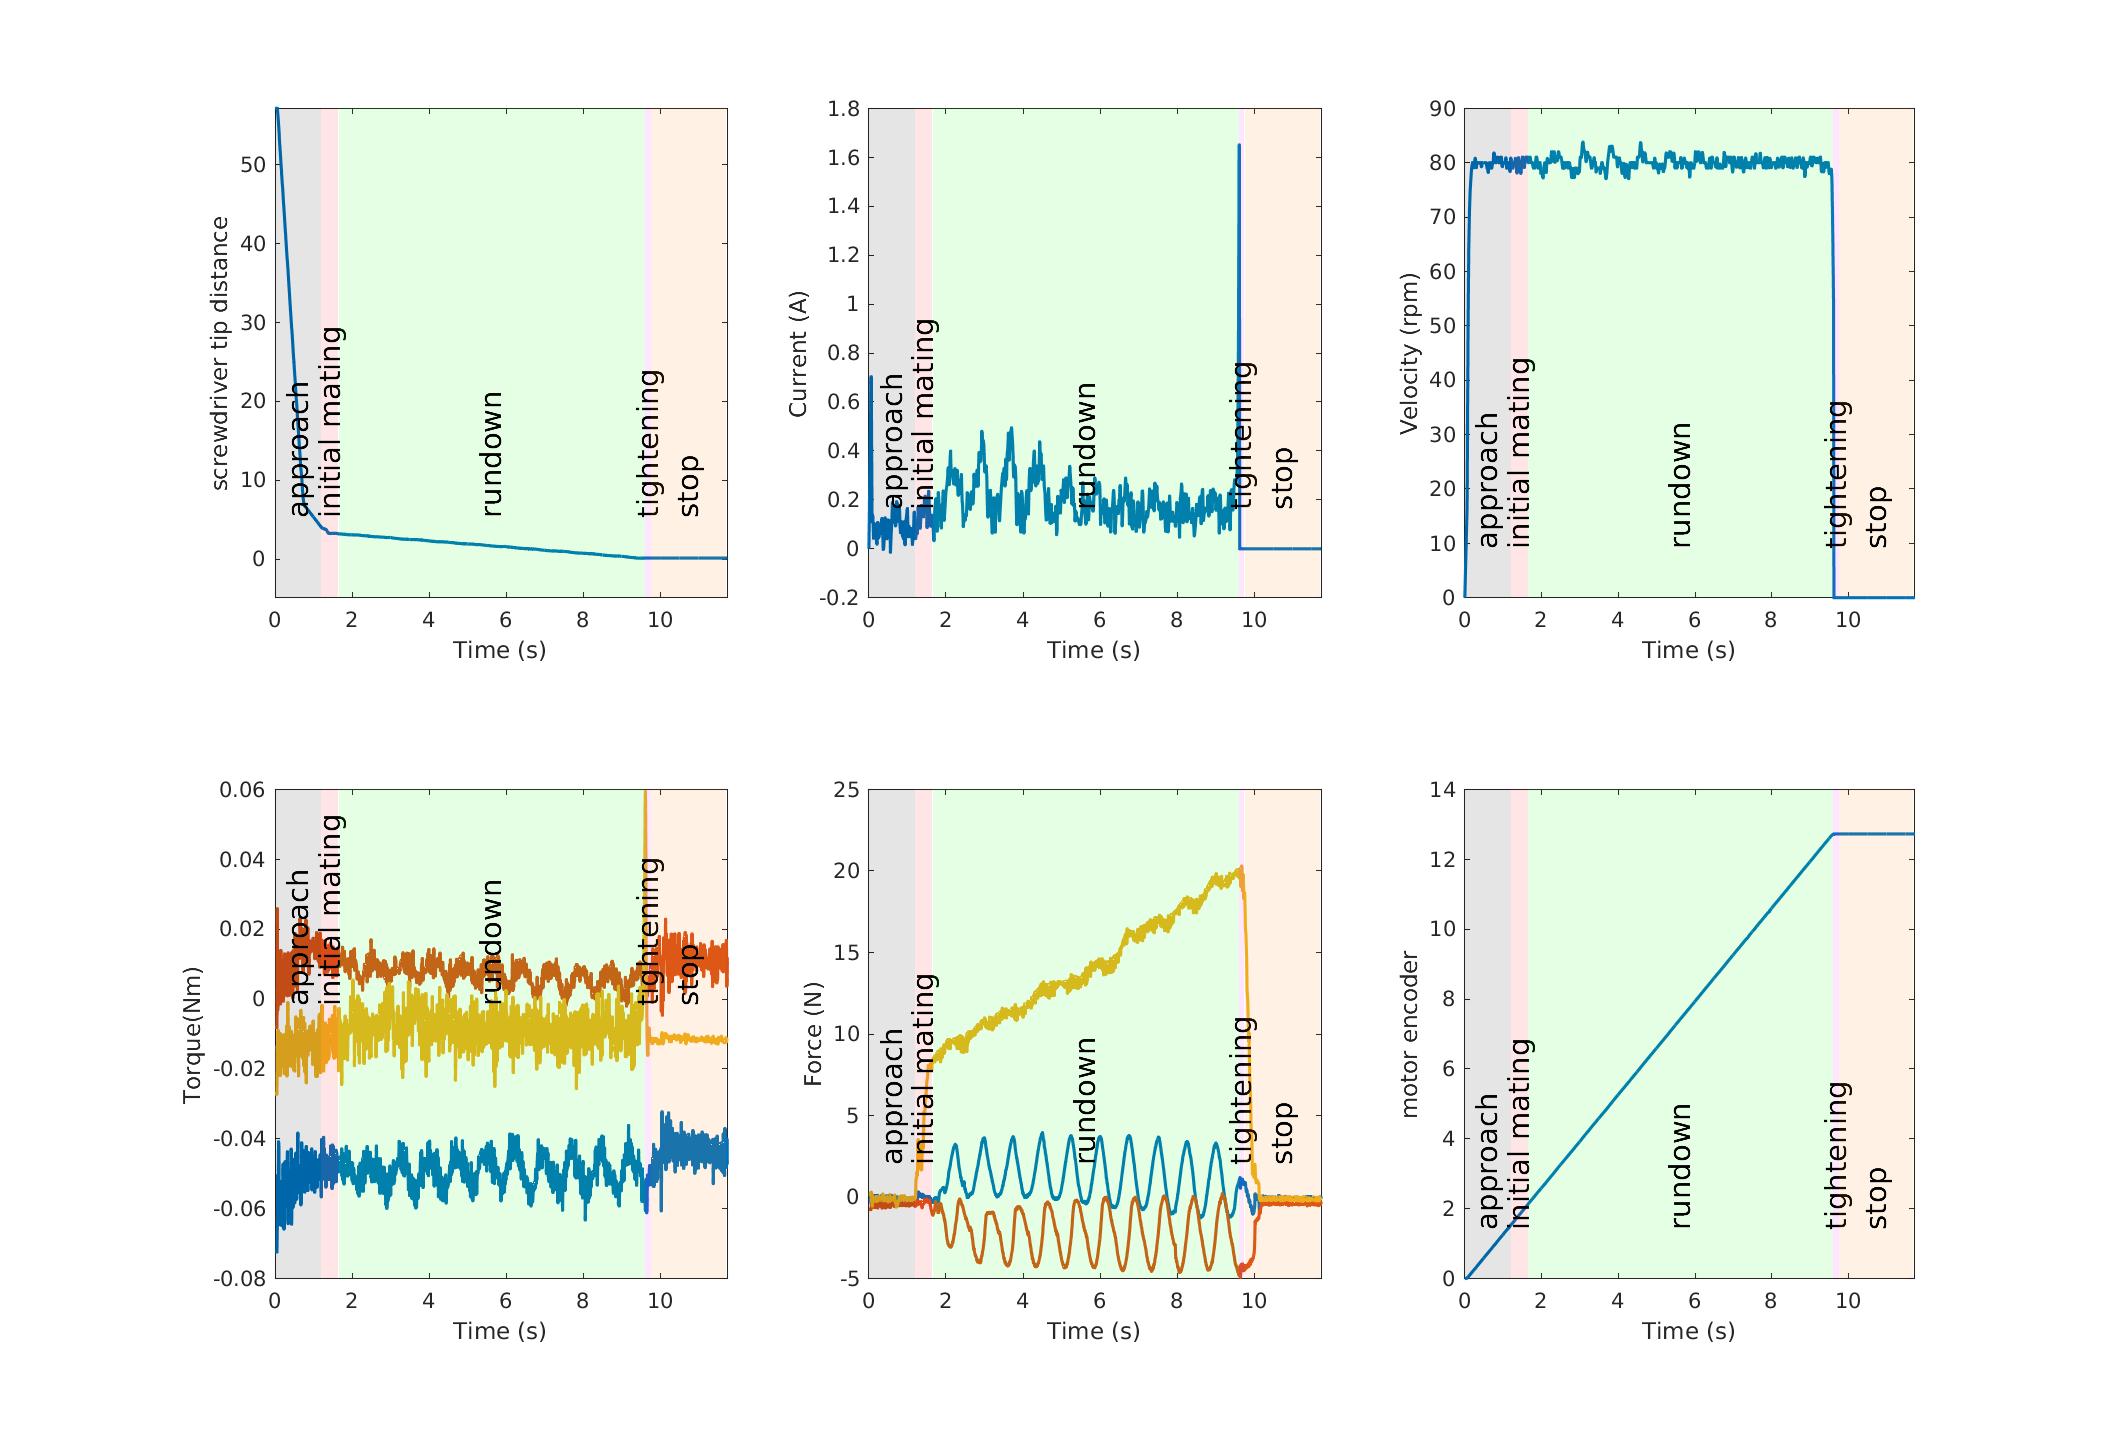 screwdriver tip distance
50
40
30
20
10
0
approach
initial mating
rundown
tightening
stop
0 2 4 6 8 10
Time (s)
Current (A)
1.8
1.6
1.4
1.2
1
0.8
0.6
0.4
0.2
0
-0.2
approach
initial mating
rundown
tightening
stop
0 2 4 6 8 10
Time (s)
Velocity (rpm)
90
80
70
60
50
40
30
20
10
0
approach
initial mating
rundown
tightening
stop
0 2 4 6 8 10
Time (s)
Torque(Nm)
0.06
0.04
0.02
0
-0.02
-0.04
-0.06
-0.08
approach
initial mating
rundown
tightening
stop
0 2 4 6 8 10
Time (s)
Force (N)
25
20
15
10
5
0
-5
approach
initial mating
rundown
tightening
stop
0 2 4 6 8 10
Time (s)
motor encoder
14
12
10
8
6
4
2
0
approach
initial mating
rundown
tightening
stop
0 2 4 6 8 10
Time (s)